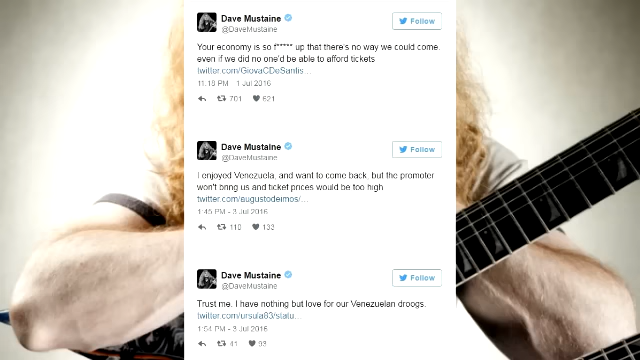 Dave Mustaine
@DaveMustaine
Follow
Your economy is so f***** up that there's no way we could come.
even if we did no one'd be able to afford tickets
twitter.com/GiovaCDeSantis...
11:18 PM - 1 Jul 2016
701 621
Dave Mustaine
@DaveMustaine
Follow
I enjoyed Venezuela, and want to come back, but the promoter
won't bring us and ticket prices would be too high
twitter.com/augustodeimos/...
1:45 PM - 3 Jul 2016
110 133
Dave Mustaine
@DaveMustaine
Follow
Trust me. I have nothing but love for our Venezuelan droogs.
twitter.com/ursula83/statu...
1:54 PM - 3 Jul 2016
41 93